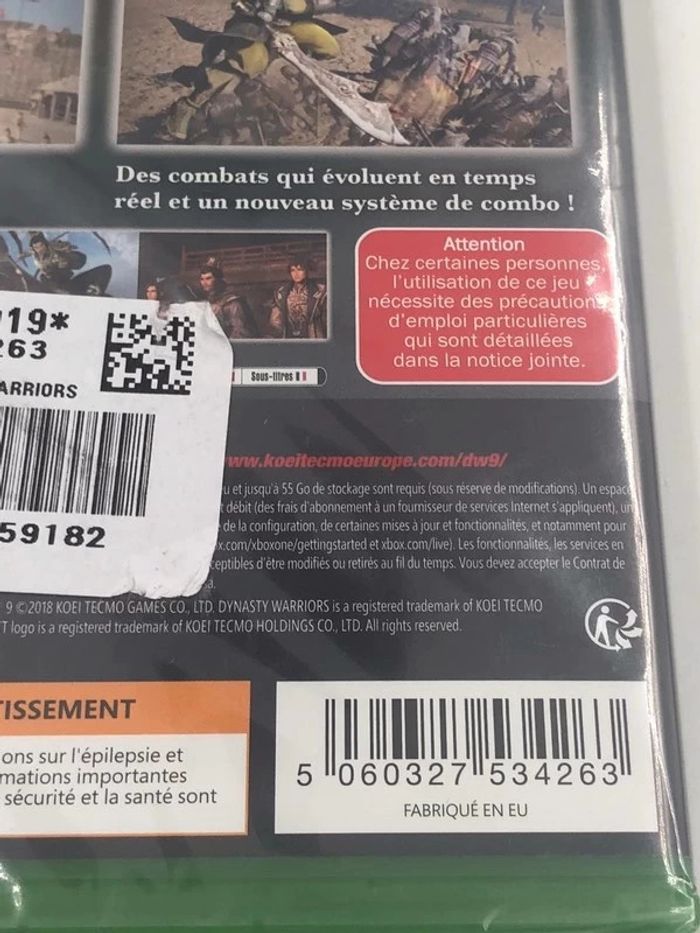 Des combats qui évoluent en temps
réel et un nouveau système de combo !
Attention
Chez certaines personnes,
l'utilisation de ce jeu
nécessite des précautions
d'emploi particulières
qui sont détaillées
dans la notice jointe.
19*
263
ARRIORS
59182
Sous-titres
www.koeitecmoeurope.com/dw9/
u et jusqu'à 55 Go de stockage sont requis (sous réserve de modifications). Un espace
débit (des frais d'abonnement à un fournisseur de services Internet s'appliquent), un
de la configuration, de certaines mises à jour et fonctionnalités, et notamment pour
x.com/xboxone/gettingstarted et xbox.com/live). Les fonctionnalités, les services en
ceptibles d'être modifiés ou retirés au fil du temps. Vous devez accepter le Contrat de
a.
9 ©2018 KOEI TECMO GAMES CO., LTD. DYNASTY WARRIORS is a registered trademark of KOEI TECMO
T logo is a registered trademark of KOEI TECMO HOLDINGS CO., LTD. All rights reserved.
TISSEMENT
ons sur l'épilepsie et
mations importantes
sécurité et la santé sont
5 060327 534263
FABRIQUÉ EN EU